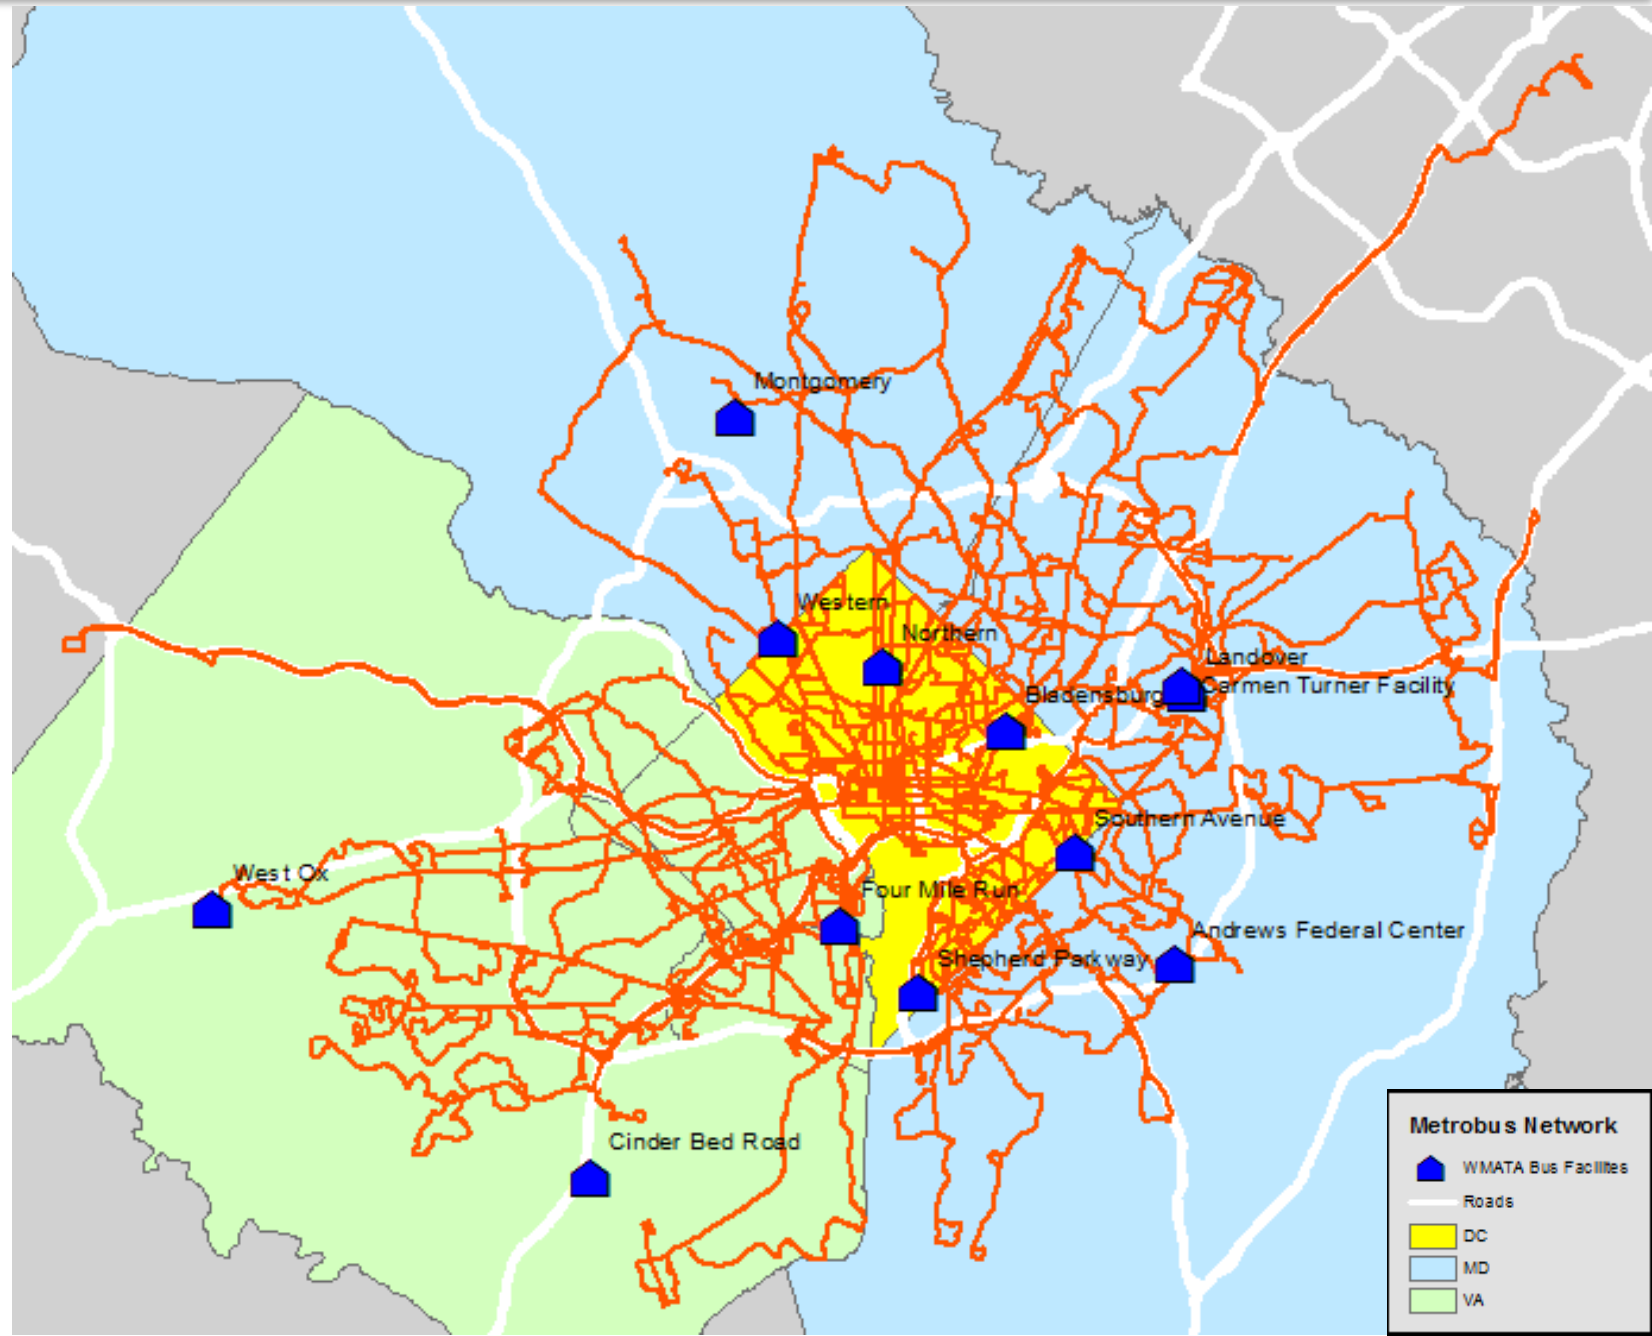 Montgomery
Western
Northern
Landover
Carmen Turner Facility
Bladensburg
Southern Avenue
West Ox
Four Mile Run
Andrews Federal Center
Shepherd Parkway
Cinder Bed Road
Metrobus Network
WMATA Bus Facilites
Roads
DC
MD
VA